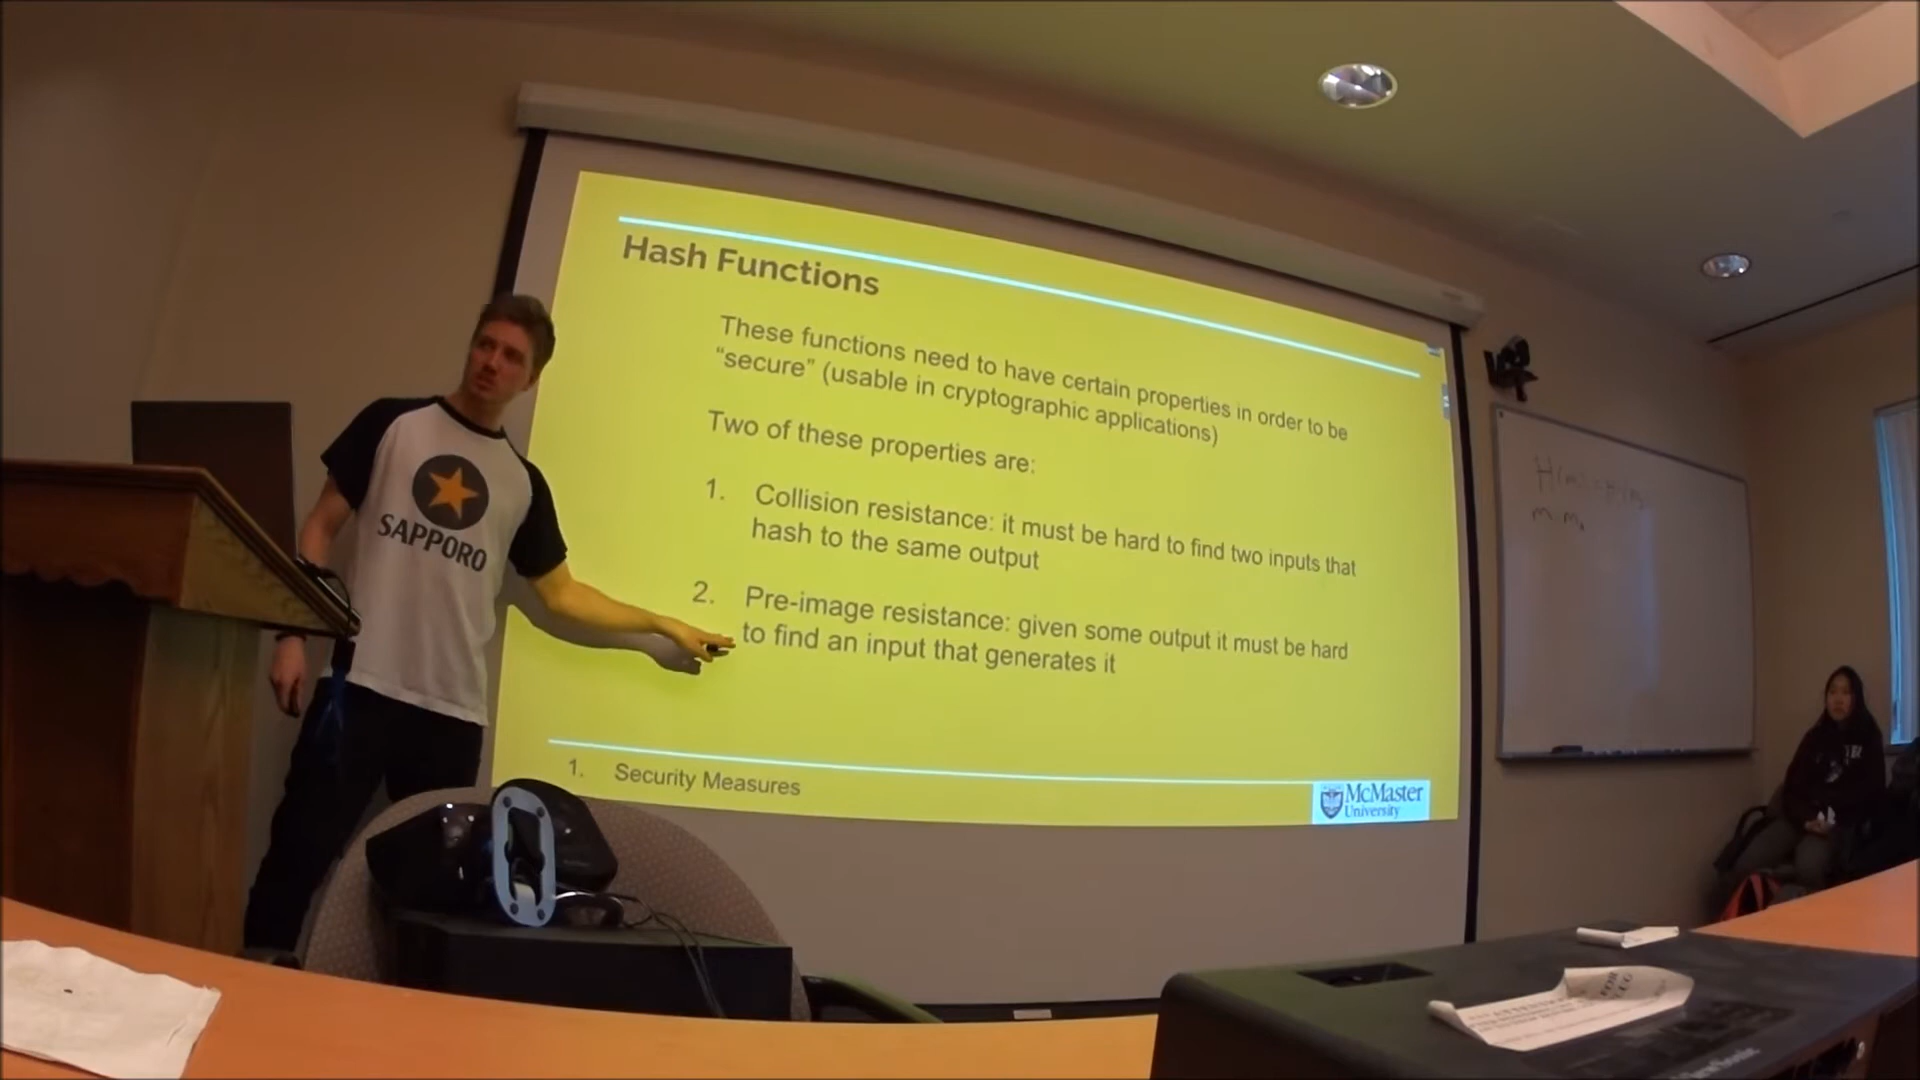 Hash Functions
These functions need to have certain properties in order to be
“secure” (usable in cryptographic applications)
Two of these properties are:
1. Collision resistance: it must be hard to find two inputs that
hash to the same output
2. Pre-image resistance: given some output it must be hard
to find an input that generates it
1. Security Measures
McMaster
University
SAPPORO